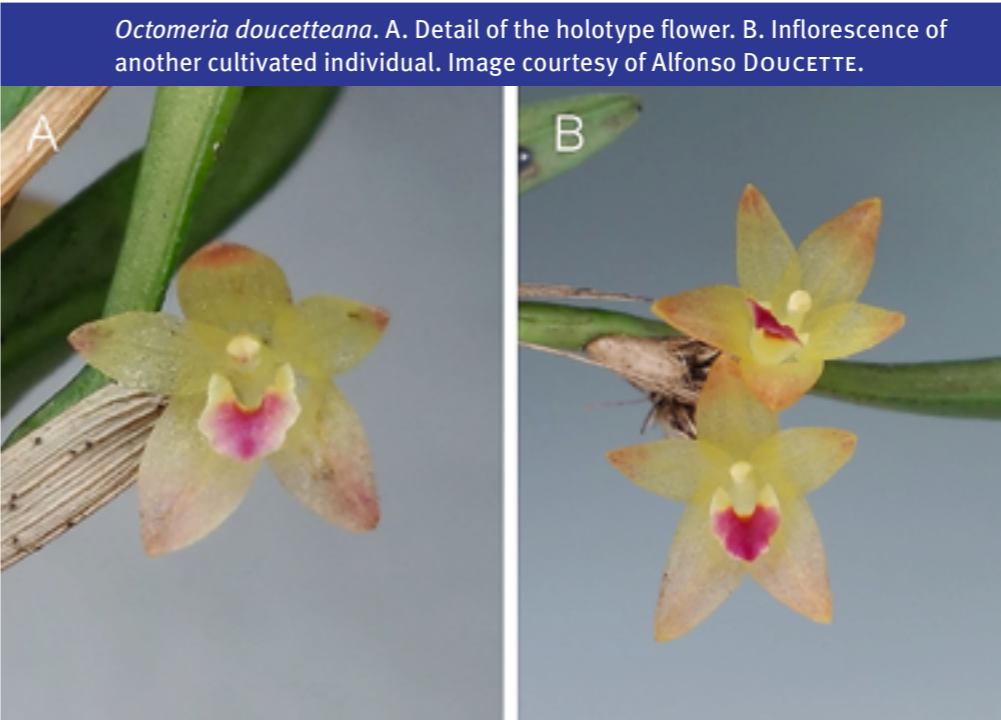 Octomeria doucetteana. A. Detail of the holotype flower. B. Inflorescence of
another cultivated individual. Image courtesy of Alfonso DOUCETTE.
A
B